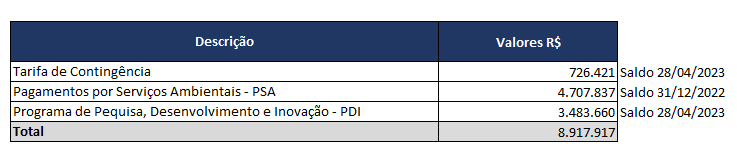 Descrição Valores R$
Tarifa de Contingência 726.421 Saldo 28/04/2023
Pagamentos por Serviços Ambientais - PSA 4.707.837 Saldo 31/12/2022
Programa de Pequisa, Desenvolvimento e Inovação - PDI 3.483.660 Saldo 28/04/2023
Total 8.917.917